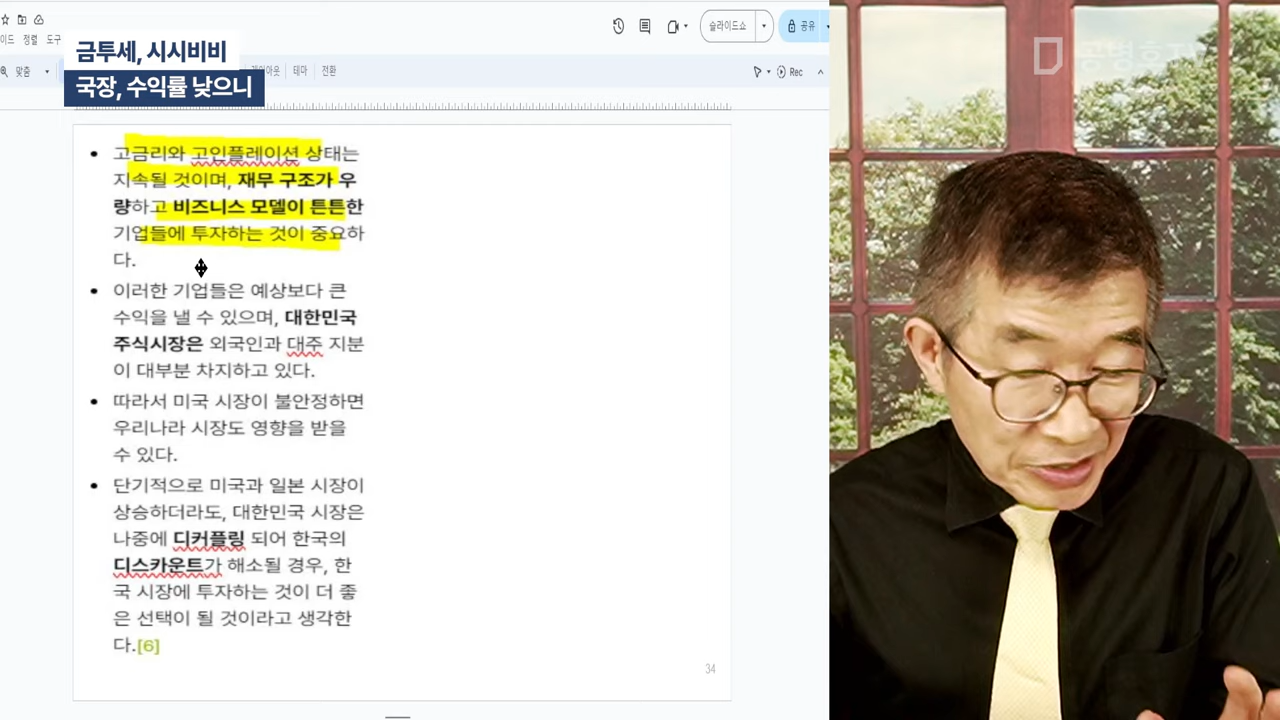 이드 정렬 도구
금투세, 시시비비
국장, 수익률 낮으니
슬라이드쇼
공유
맞춤
테마
전환
Rec
공병호TV
• 고금리와 고인플레이션 상태는
지속될 것이며, 재무 구조가 우
량하고 비즈니스 모델이 튼튼한
기업들에 투자하는 것이 중요하
다.
• 이러한 기업들은 예상보다 큰
수익을 낼 수 있으며, 대한민국
주식시장은 외국인과 대주 지분
이 대부분 차지하고 있다.
• 따라서 미국 시장이 불안정하면
우리나라 시장도 영향을 받을
수 있다.
• 단기적으로 미국과 일본 시장이
상승하더라도, 대한민국 시장은
나중에 디커플링 되어 한국의
디스카운트가 해소될 경우, 한
국 시장에 투자하는 것이 더 좋
은 선택이 될 것이라고 생각한
다.[6]
34